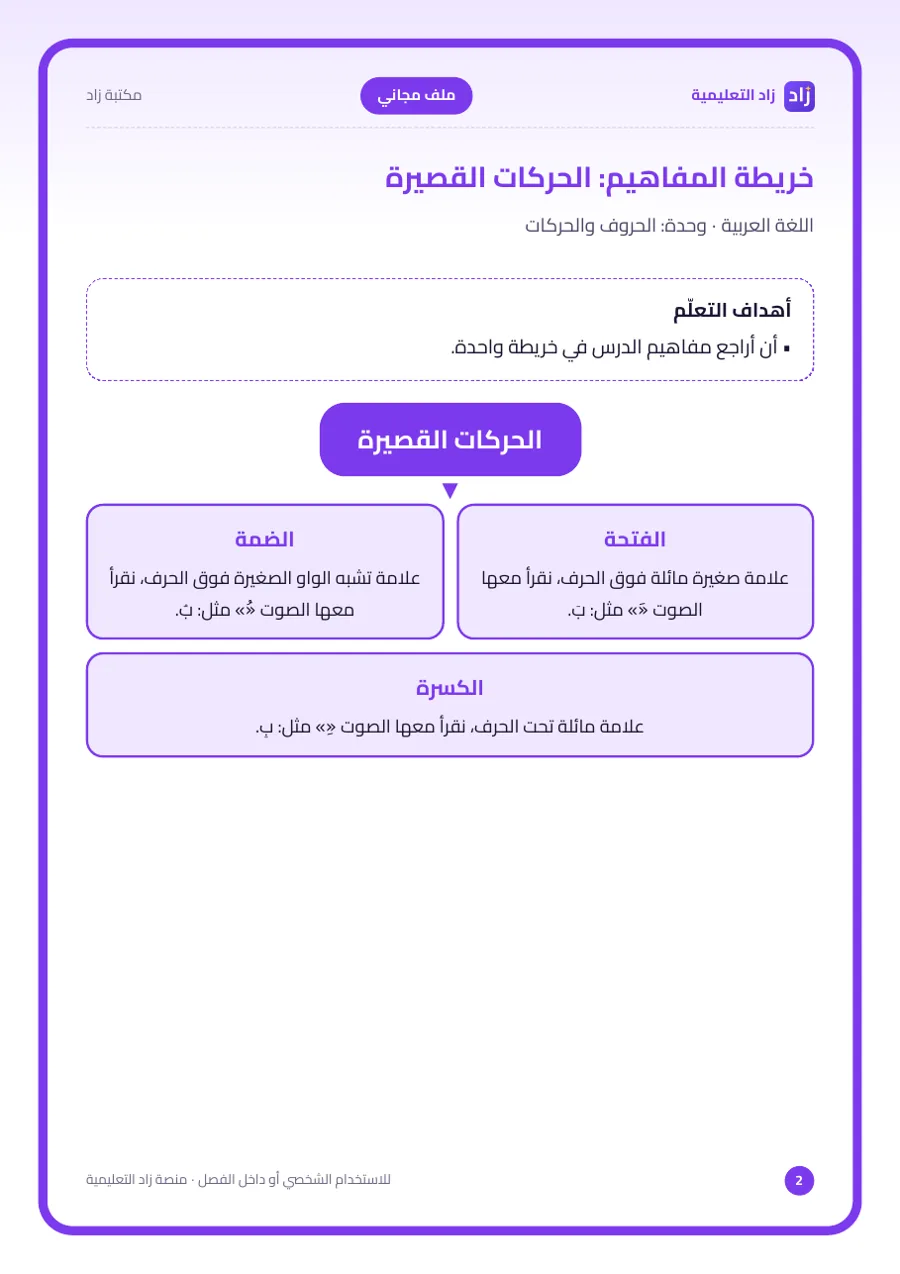 زاد
زاد التعليمية
ملف مجاني
مكتبة زاد
خريطة المفاهيم: الحركات القصيرة
اللغة العربية · وحدة: الحروف والحركات
أهداف التعلّم
▪ أن أراجع مفاهيم الدرس في خريطة واحدة.
الحركات القصيرة
▼
الفتحة
علامة صغيرة مائلة فوق الحرف، نقرأ معها
الصوت «َ» مثل: بَ.
الضمة
علامة تشبه الواو الصغيرة فوق الحرف، نقرأ
معها الصوت «ُ» مثل: بُ.
الكسرة
علامة مائلة تحت الحرف، نقرأ معها الصوت «ِ» مثل: بِ.
2
للاستخدام الشخصي أو داخل الفصل · منصة زاد التعليمية